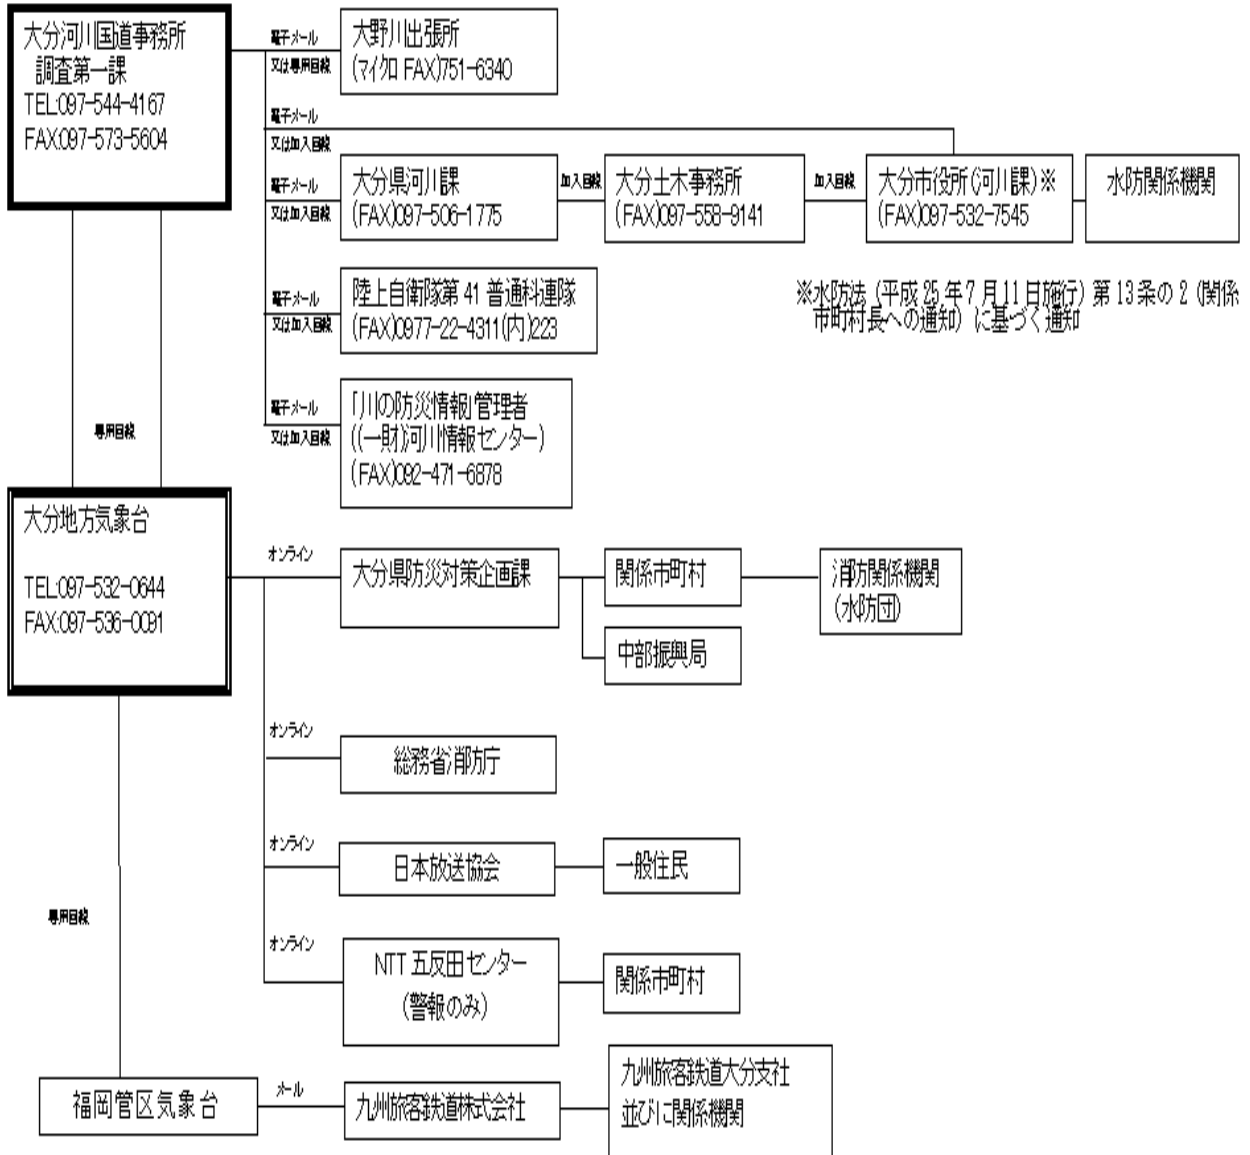 大分河川国道事務所
調査第一課
TEL:097-544-4167
FAX:097-573-5604
電子メール
又は専用回線
大野川出張所
(マイクロ FAX)751-6340
電子メール
又は加入回線
電子メール
又は加入回線
大分県河川課
(FAX)097-506-1775
加入回線
大分土木事務所
(FAX)097-558-9141
加入回線
大分市役所(河川課)※
(FAX)097-532-7545
水防関係機関
電子メール
又は加入回線
陸上自衛隊第 41 普通科連隊
(FAX)0977-22-4311(内)223
※水防法（平成 25 年 7 月 11 日施行）第 13 条の 2（関係
市町村長への通知）に基づく通知
電子メール
又は加入回線
「川の防災情報」管理者
((一財)河川情報センター)
(FAX)092-471-6878
専用回線
大分地方気象台
TEL:097-532-0644
FAX:097-536-0091
オンライン
大分県防災対策企画課
関係市町村
消防関係機関
(水防団)
中部振興局
オンライン
総務省消防庁
オンライン
日本放送協会
一般住民
専用回線
オンライン
NTT 五反田センター
(警報のみ)
関係市町村
福岡管区気象台
メール
九州旅客鉄道株式会社
九州旅客鉄道大分支社
並びに関係機関